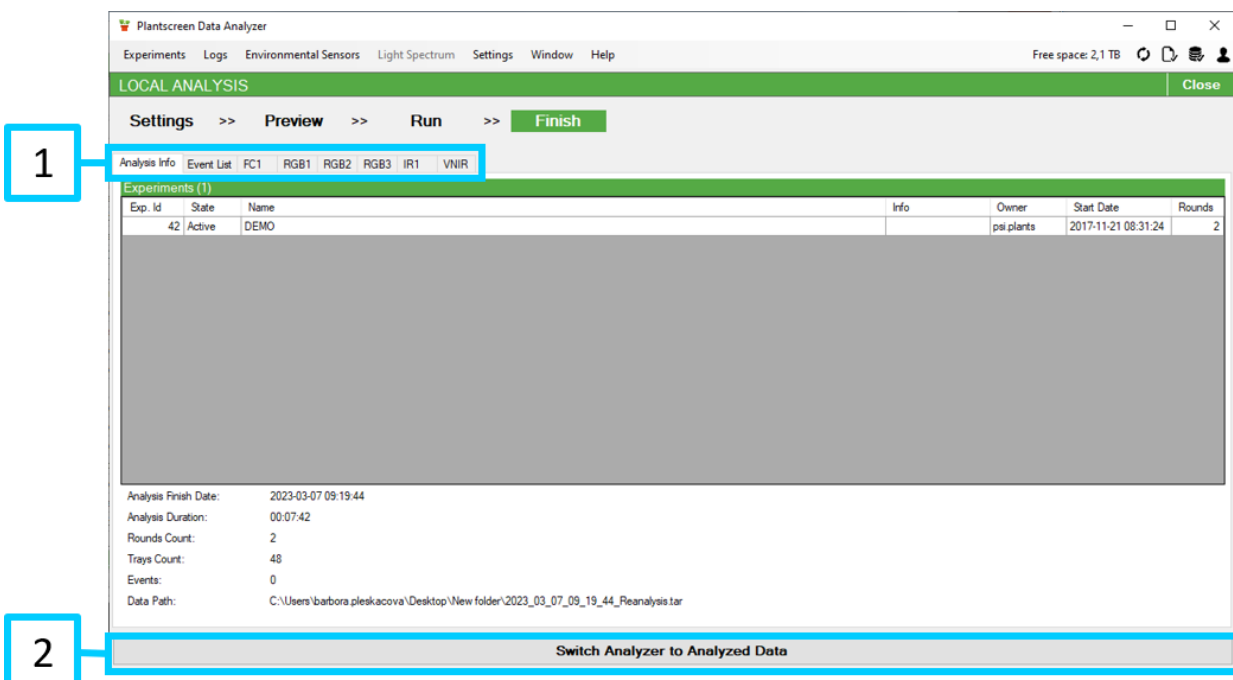 Plantscreen Data Analyzer
Experiments Logs Environmental Sensors Light Spectrum Settings Window Help Free space: 2,1 TB
LOCAL ANALYSIS Close
Settings >> Preview >> Run >> Finish
1
Analysis Info Event List FC1 RGB1 RGB2 RGB3 IR1 VNIR
Experiments (1)
Exp. Id State Name Info Owner Start Date Rounds
42 Active DEMO psi.plants 2017-11-21 08:31:24 2
Analysis Finish Date: 2023-03-07 09:19:44
Analysis Duration: 00:07:42
Rounds Count: 2
Trays Count: 48
Events: 0
Data Path: C:\Users\barbora.pleskacova\Desktop\New folder\2023_03_07_09_19_44_Reanalysis.tar
2
Switch Analyzer to Analyzed Data